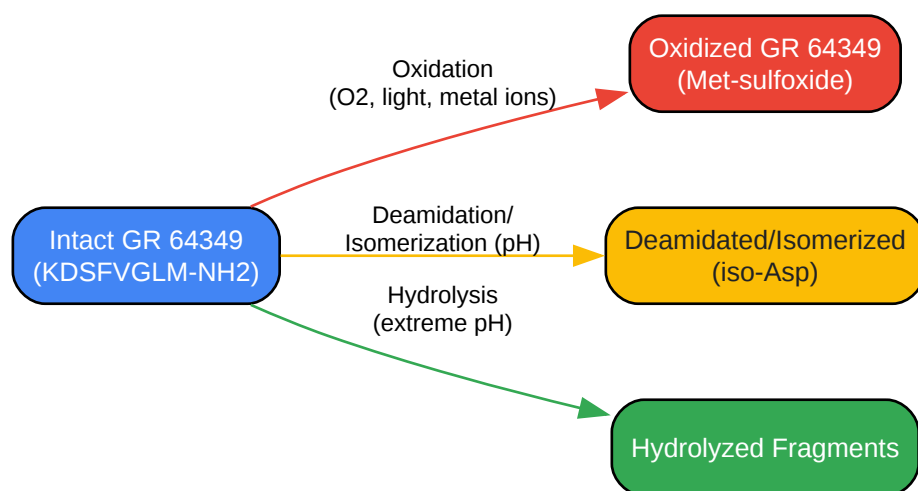 Oxidized GR 64349
(Met-sulfoxide)
Oxidation
(O2, light, metal ions)
Intact GR 64349
(KDSFVGLM-NH2)
Deamidation/
Isomerization (pH)
Deamidated/Isomerized
(iso-Asp)
Hydrolysis
(extreme pH)
Hydrolyzed Fragments